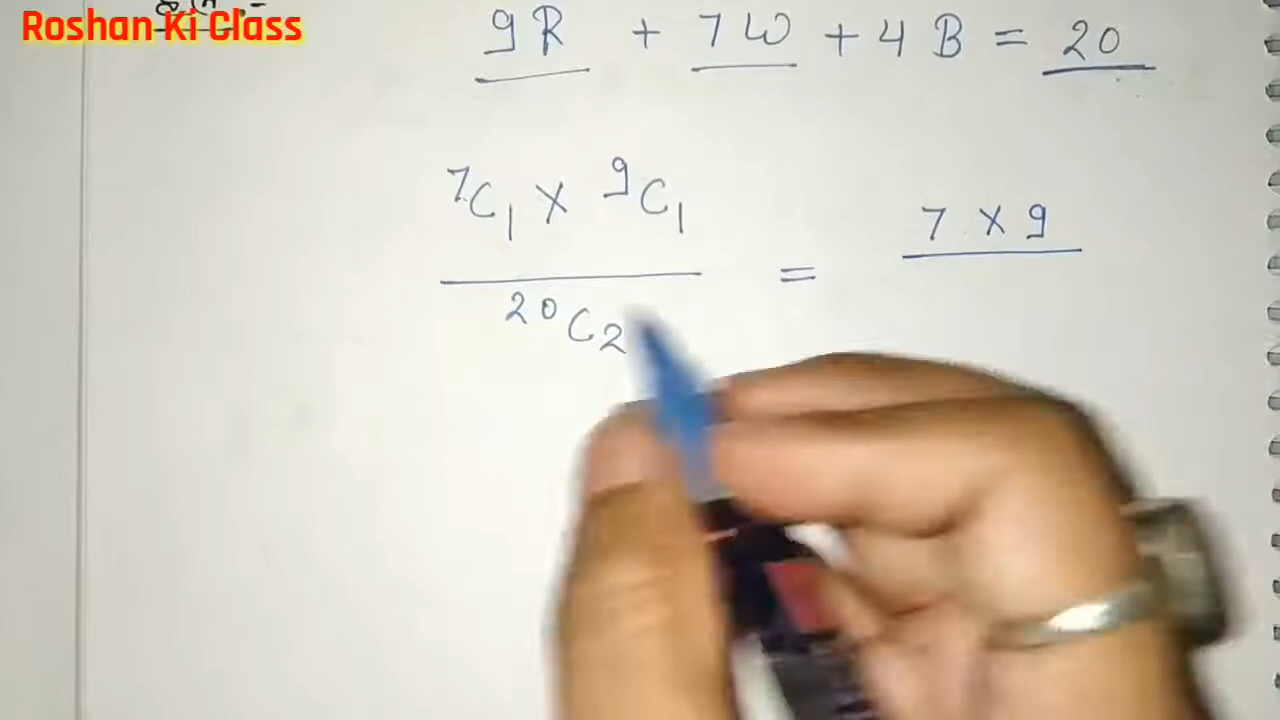 Roshan Ki Class
9R + 7W + 4B = 20
⁷C₁ × ⁹C₁ / ²⁰C₂ = 7 × 9